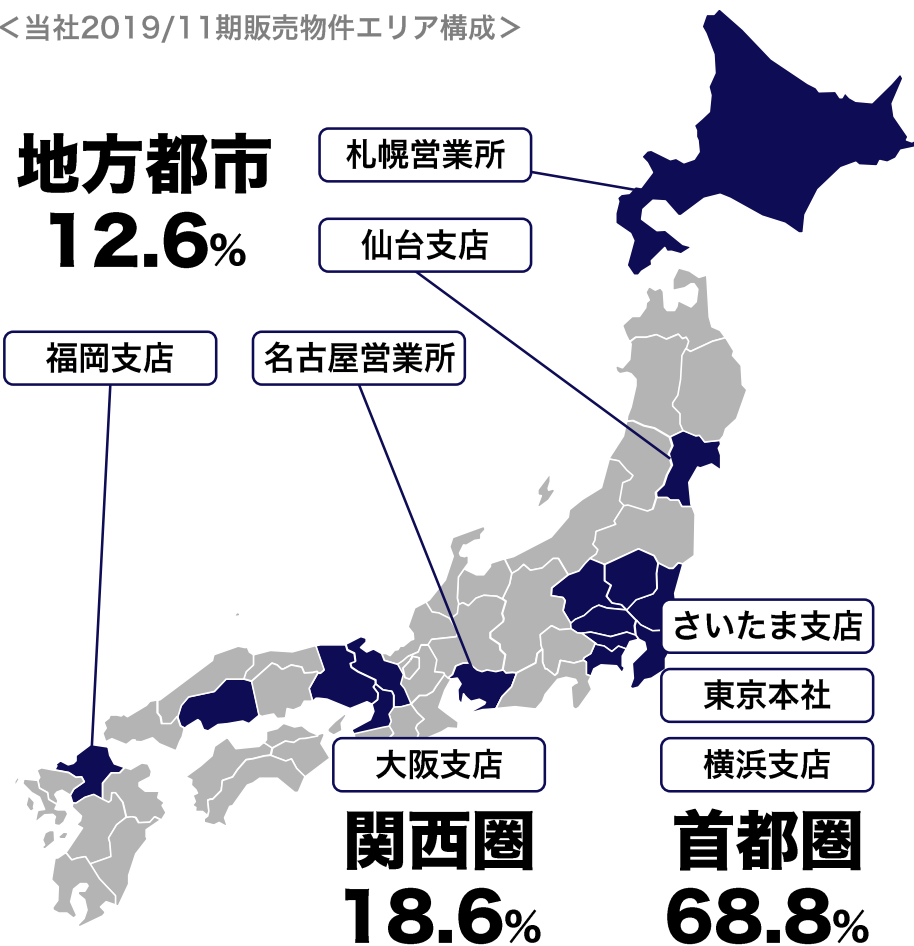 ＜当社2019/11期販売物件エリア構成＞
地方都市
12.6%
札幌営業所
仙台支店
福岡支店
名古屋営業所
さいたま支店
東京本社
大阪支店
横浜支店
関西圏
18.6%
首都圏
68.8%